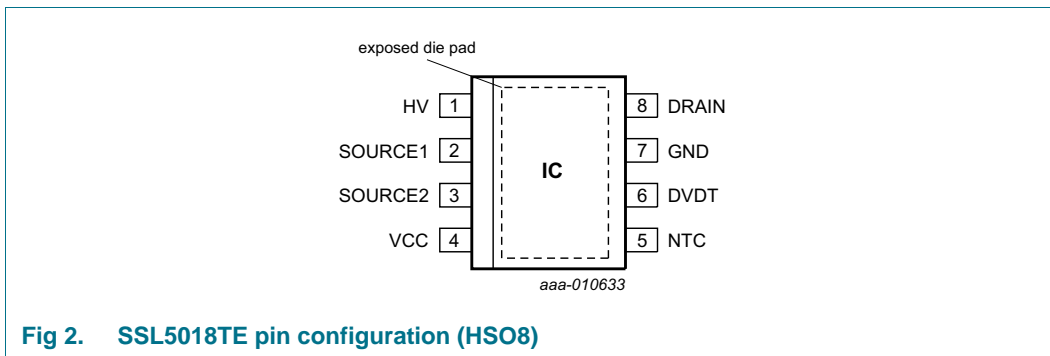 exposed die pad
HV 1 8 DRAIN
SOURCE1 2 7 GND
IC
SOURCE2 3 6 DVDT
VCC 4 5 NTC
aaa-010633
Fig 2. SSL5018TE pin configuration (HSO8)